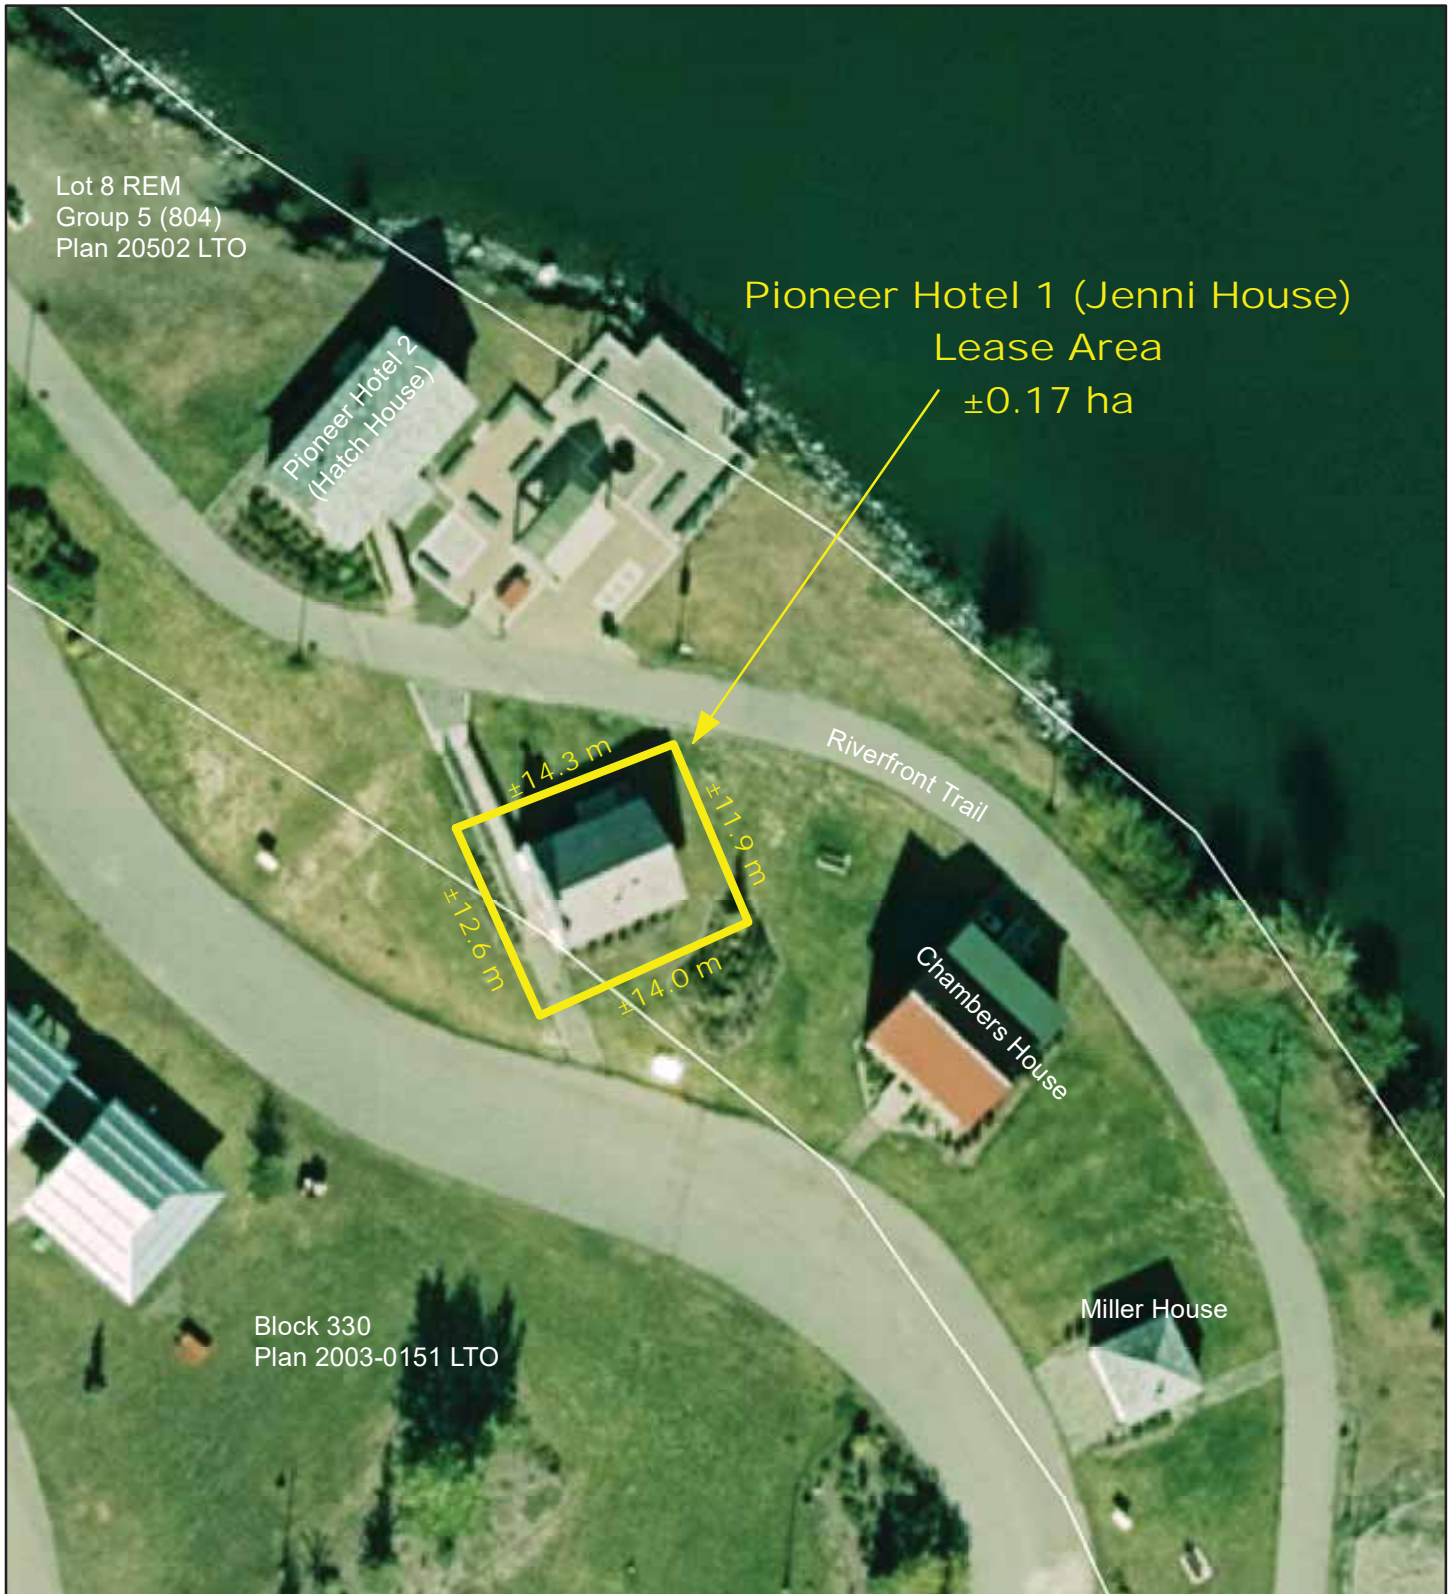 Lot 8 REM
Group 5 (804)
Plan 20502 LTO
Pioneer Hotel 1 (Jenni House)
Lease Area
±0.17 ha
Pioneer Hotel 2
(Hatch House)
Riverfront Trail
±14.3 m
±11.9 m
±12.6 m
±14.0 m
Chambers House
Miller House
Block 330
Plan 2003-0151 LTO